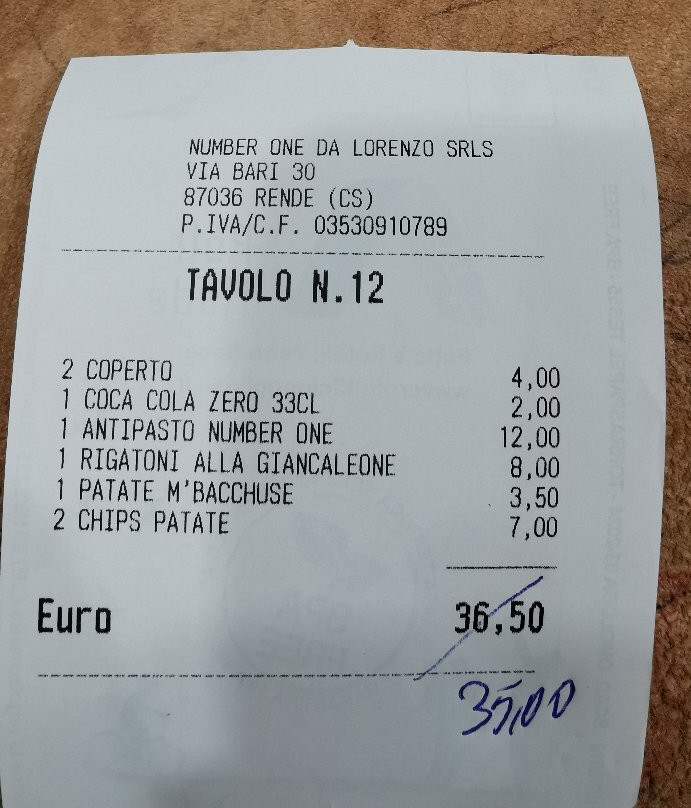 NUMBER ONE DA LORENZO SRLS
VIA BARI 30
87036 RENDE (CS)
P.IVA/C.F. 03530910789
TAVOLO N.12
2 COPERTO 4,00
1 COCA COLA ZERO 33CL 2,00
1 ANTIPASTO NUMBER ONE 12,00
1 RIGATONI ALLA GIANCALEONE 8,00
1 PATATE M'BACCHUSE 3,50
2 CHIPS PATATE 7,00
Euro 36,50
35,00